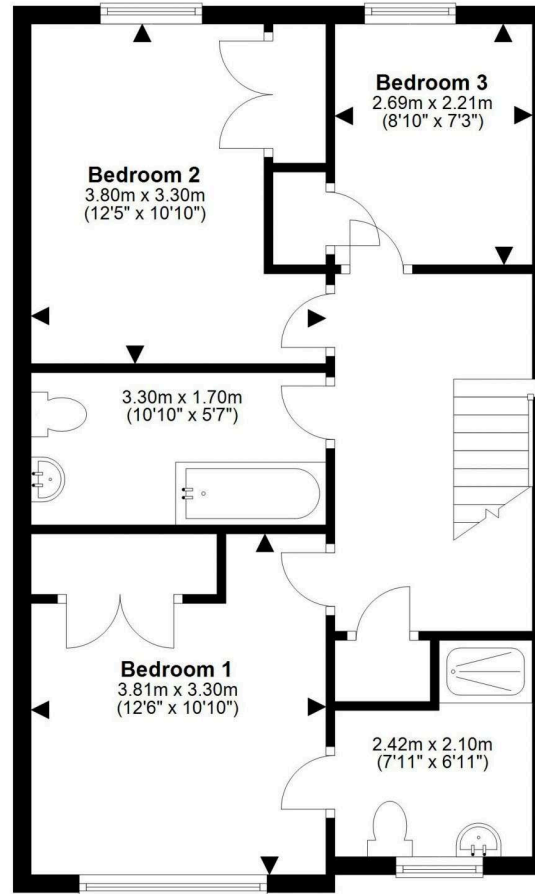 Bedroom 3
2.69m x 2.21m
(8'10" x 7'3")
Bedroom 2
3.80m x 3.30m
(12'5" x 10'10")
3.30m x 1.70m
(10'10" x 5'7")
Bedroom 1
3.81m x 3.30m
(12'6" x 10'10")
2.42m x 2.10m
(7'11" x 6'11")